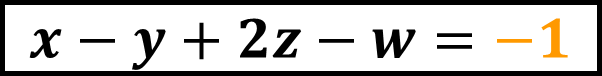 x − y + 2z − w = −1